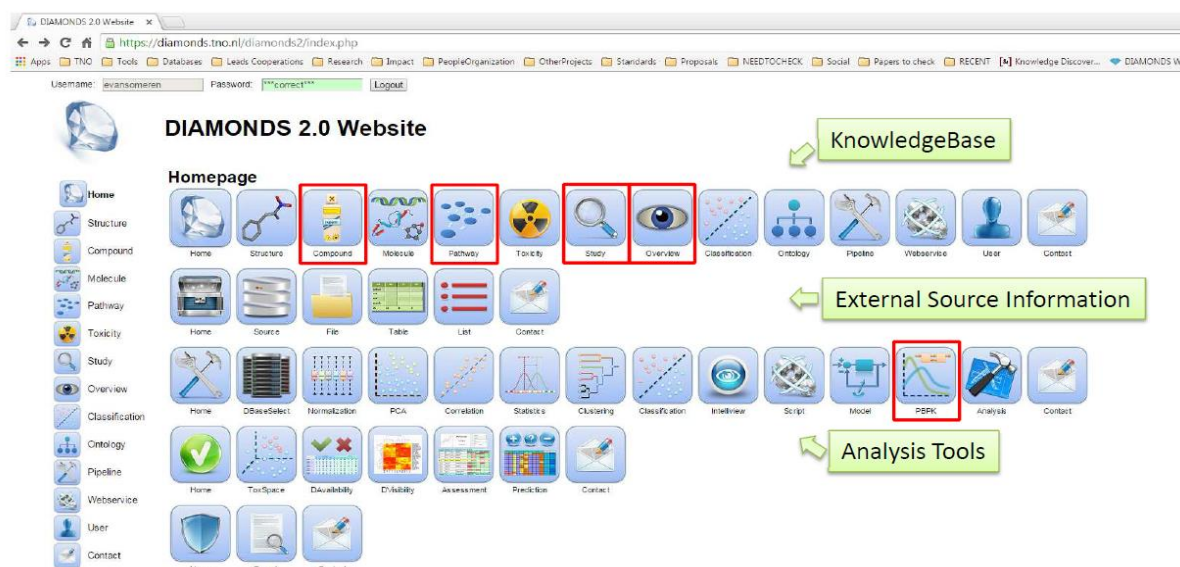 DIAMONDS 2.0 Website ×
https://diamonds.tno.nl/diamonds2/index.php
Apps TNO Tools Databases Leads Cooperations Research Impact PeopleOrganization OtherProjects Standards Proposals NEEDTOCHECK Social Papers to check RECENT [N] Knowledge Discover... DIAMONDS W
Username: evansomeren Password: ***correct*** Logout
DIAMONDS 2.0 Website
KnowledgeBase
Homepage
Home Structure Compound Molecule Pathway Toxicity Study Overview Classification Ontology Pipeline Webservice User Contact
External Source Information
Home Source File Table List Contact
Home DBaseSelect Normalization PCA Correlation Statistics Clustering Classification Intelliview Script Model PBPK Analysis Contact
Analysis Tools
Home ToxSpace DAvailability DVisibility Assessment Prediction Contact
Home
Structure
Compound
Molecule
Pathway
Toxicity
Study
Overview
Classification
Ontology
Pipeline
Webservice
User
Contact